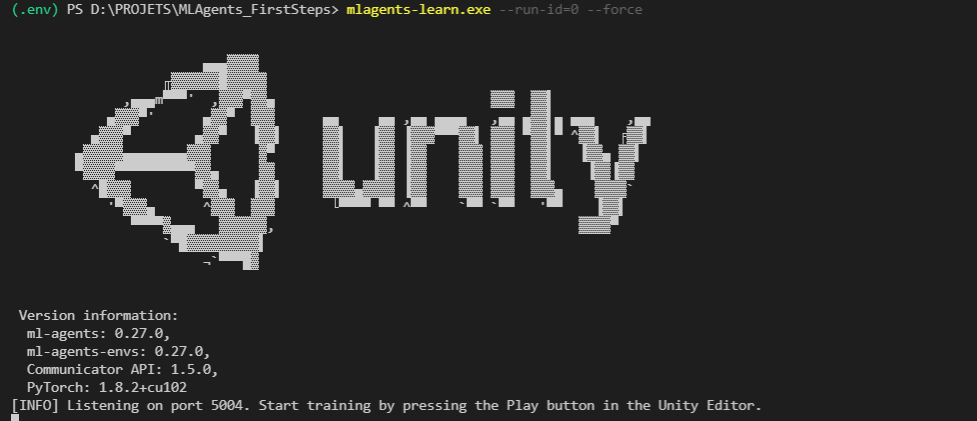 (.env) PS D:\PROJETS\MLAgents_FirstSteps> mlagents-learn.exe --run-id=0 --force
unity
Version information:
ml-agents: 0.27.0,
ml-agents-envs: 0.27.0,
Communicator API: 1.5.0,
PyTorch: 1.8.2+cu102
[INFO] Listening on port 5004. Start training by pressing the Play button in the Unity Editor.